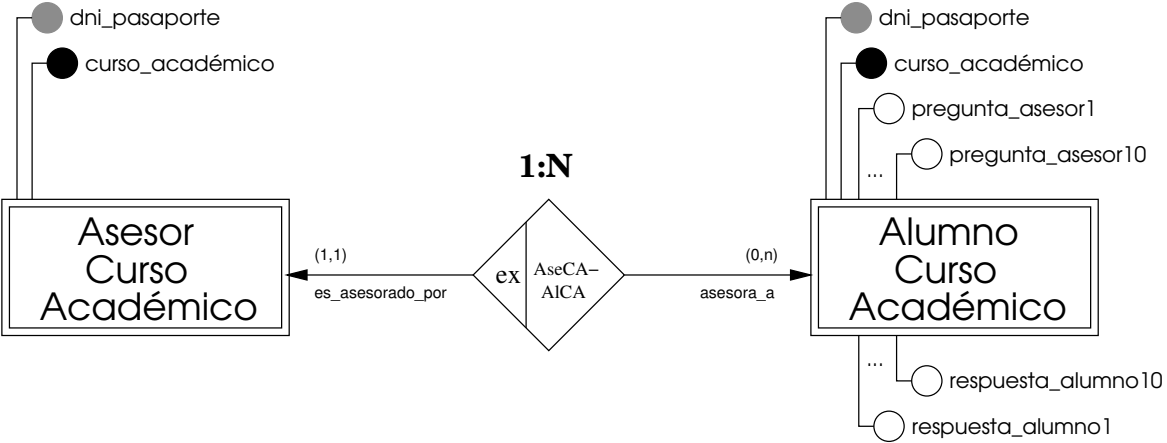 dni_pasaporte
curso_académico
dni_pasaporte
curso_académico
pregunta_asesor1
pregunta_asesor10
...
1:N
Asesor
Curso
Académico
(1,1)
es_asesorado_por
ex
AseCA–
AlCA
(0,n)
asesora_a
Alumno
Curso
Académico
...
respuesta_alumno10
respuesta_alumno1